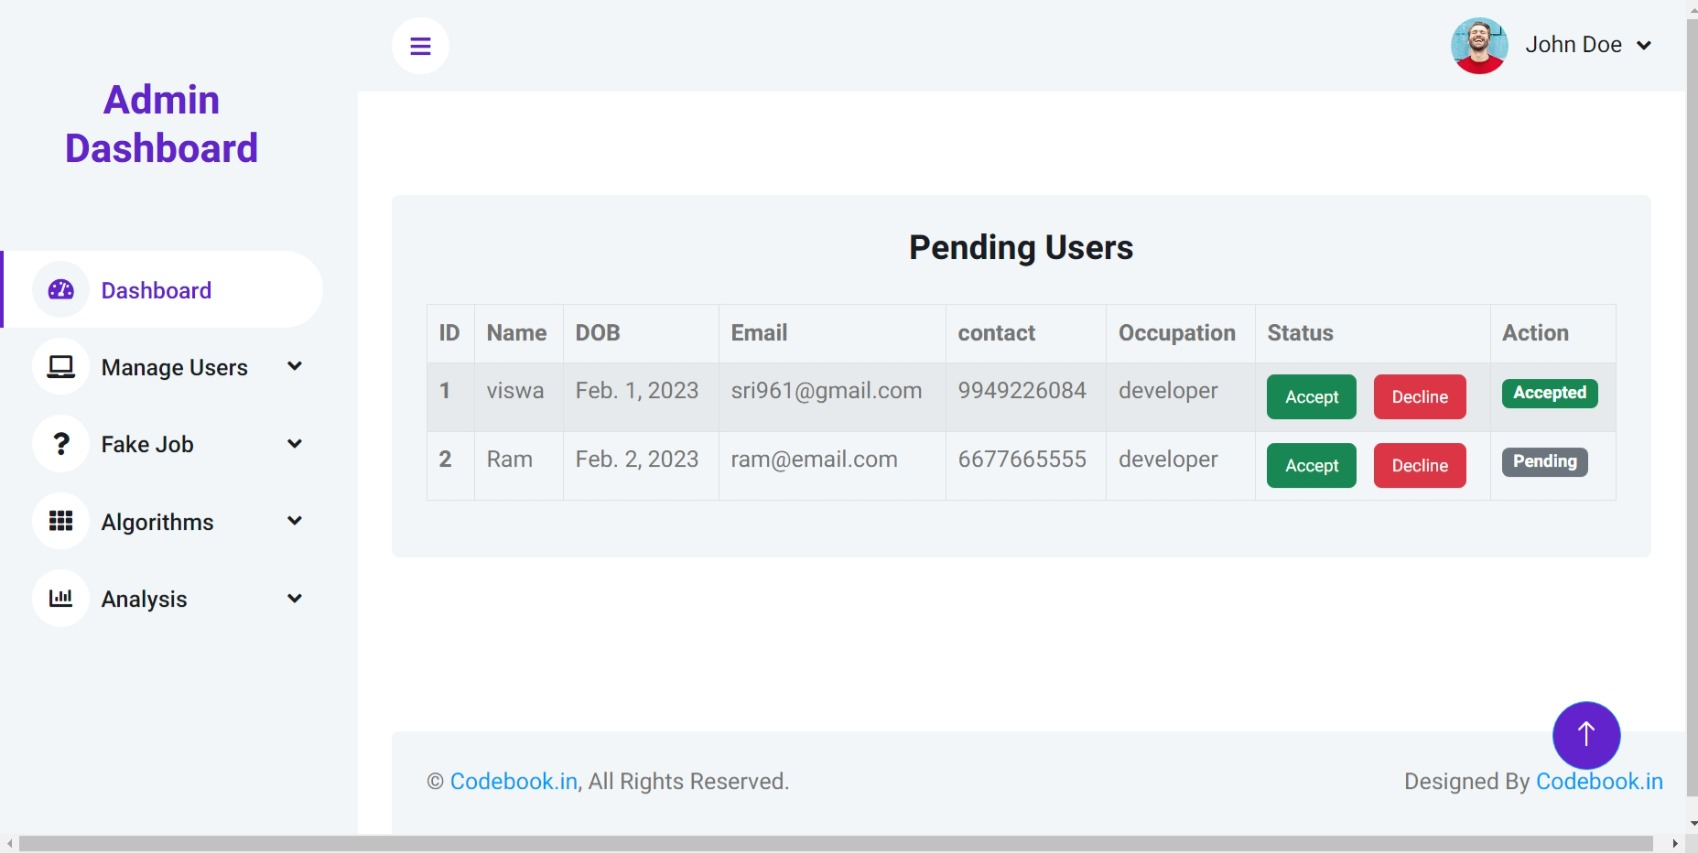 John Doe
Admin
Dashboard
Dashboard
Manage Users
Fake Job
Algorithms
Analysis
Pending Users
ID Name DOB Email contact Occupation Status Action
1 viswa Feb. 1, 2023 sri961@gmail.com 9949226084 developer Accept Decline Accepted
2 Ram Feb. 2, 2023 ram@email.com 6677665555 developer Accept Decline Pending
© Codebook.in, All Rights Reserved. Designed By Codebook.in